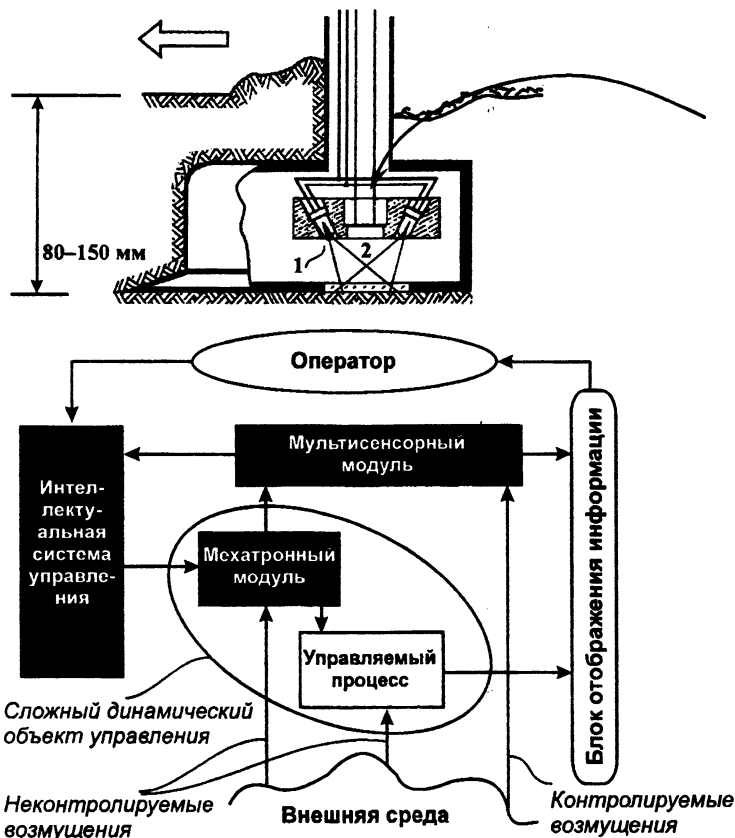 80–150 мм
1
2
Оператор
Мультисенсорный
модуль
Интел-
лекту-
альная
система
управле-
ния
Мехатронный
модуль
Управляемый
процесс
Блок отображения информации
Сложный динамический
объект управления
Неконтролируемые
возмущения
Внешняя среда
Контролируемые
возмущения